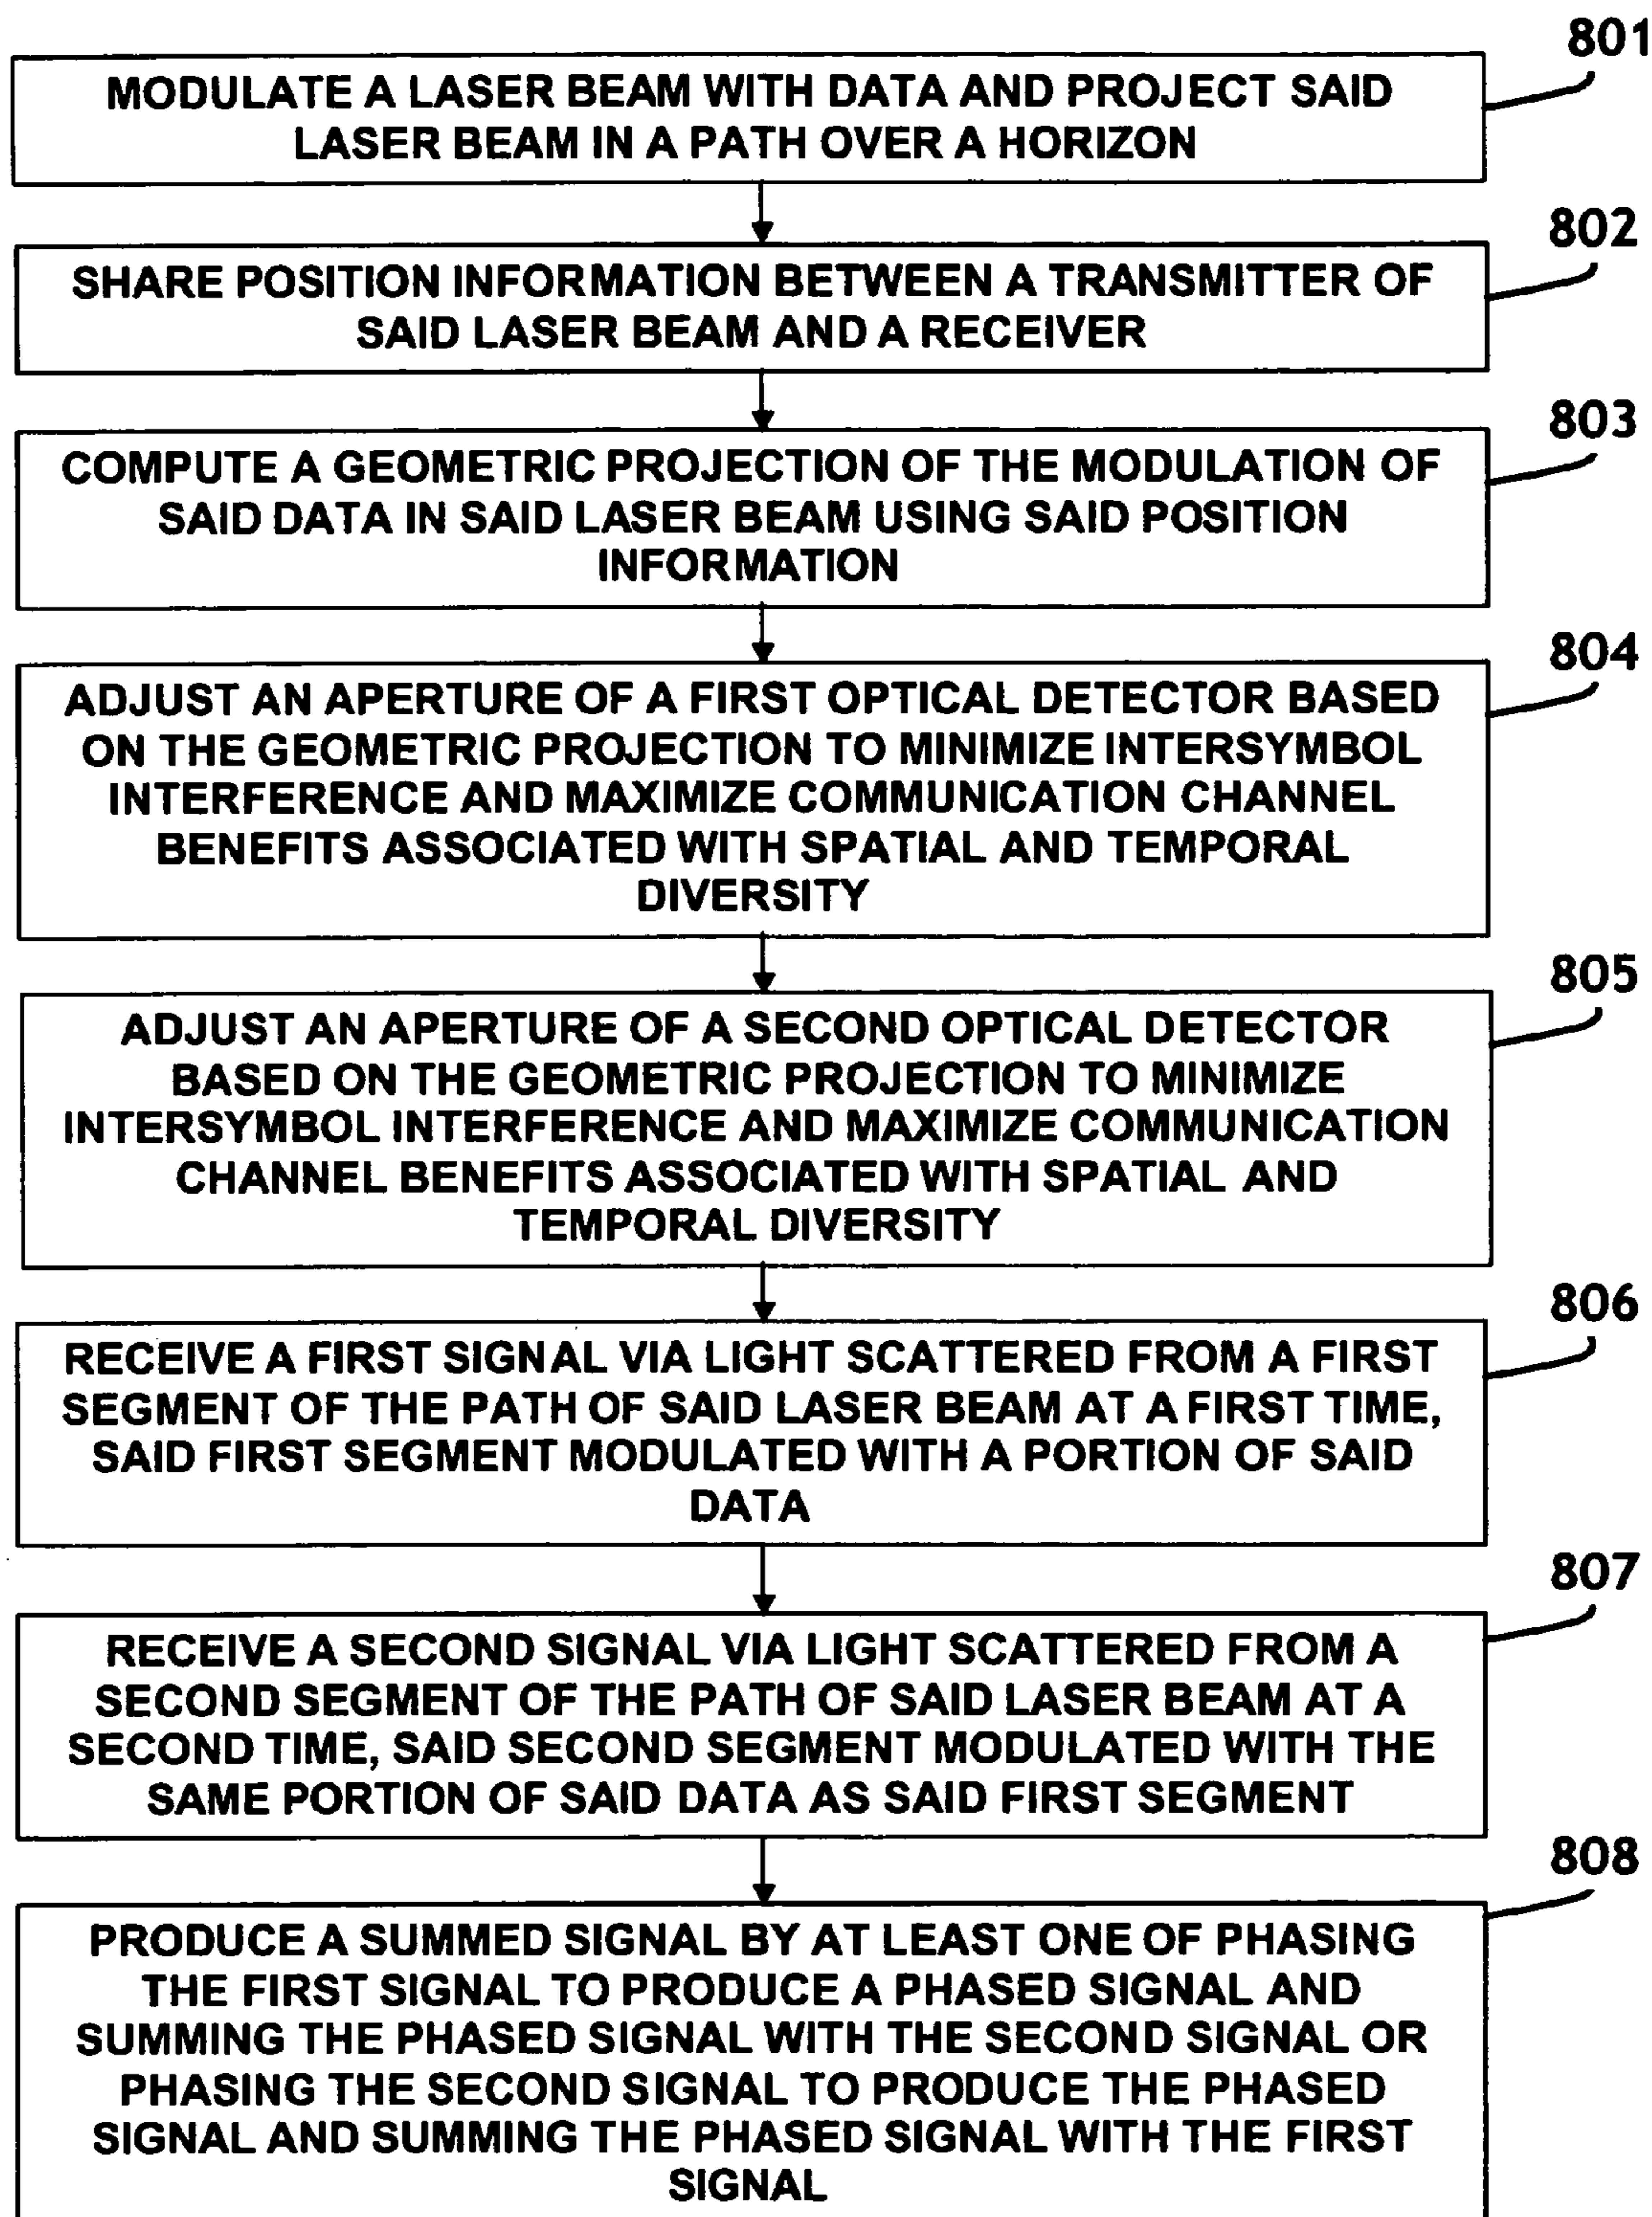 801
MODULATE A LASER BEAM WITH DATA AND PROJECT SAID
LASER BEAM IN A PATH OVER A HORIZON
802
SHARE POSITION INFORMATION BETWEEN A TRANSMITTER OF
SAID LASER BEAM AND A RECEIVER
803
COMPUTE A GEOMETRIC PROJECTION OF THE MODULATION OF
SAID DATA IN SAID LASER BEAM USING SAID POSITION
INFORMATION
804
ADJUST AN APERTURE OF A FIRST OPTICAL DETECTOR BASED
ON THE GEOMETRIC PROJECTION TO MINIMIZE INTERSYMBOL
INTERFERENCE AND MAXIMIZE COMMUNICATION CHANNEL
BENEFITS ASSOCIATED WITH SPATIAL AND TEMPORAL
DIVERSITY
805
ADJUST AN APERTURE OF A SECOND OPTICAL DETECTOR
BASED ON THE GEOMETRIC PROJECTION TO MINIMIZE
INTERSYMBOL INTERFERENCE AND MAXIMIZE COMMUNICATION
CHANNEL BENEFITS ASSOCIATED WITH SPATIAL AND
TEMPORAL DIVERSITY
806
RECEIVE A FIRST SIGNAL VIA LIGHT SCATTERED FROM A FIRST
SEGMENT OF THE PATH OF SAID LASER BEAM AT A FIRST TIME,
SAID FIRST SEGMENT MODULATED WITH A PORTION OF SAID
DATA
807
RECEIVE A SECOND SIGNAL VIA LIGHT SCATTERED FROM A
SECOND SEGMENT OF THE PATH OF SAID LASER BEAM AT A
SECOND TIME, SAID SECOND SEGMENT MODULATED WITH THE
SAME PORTION OF SAID DATA AS SAID FIRST SEGMENT
808
PRODUCE A SUMMED SIGNAL BY AT LEAST ONE OF PHASING
THE FIRST SIGNAL TO PRODUCE A PHASED SIGNAL AND
SUMMING THE PHASED SIGNAL WITH THE SECOND SIGNAL OR
PHASING THE SECOND SIGNAL TO PRODUCE THE PHASED
SIGNAL AND SUMMING THE PHASED SIGNAL WITH THE FIRST
SIGNAL